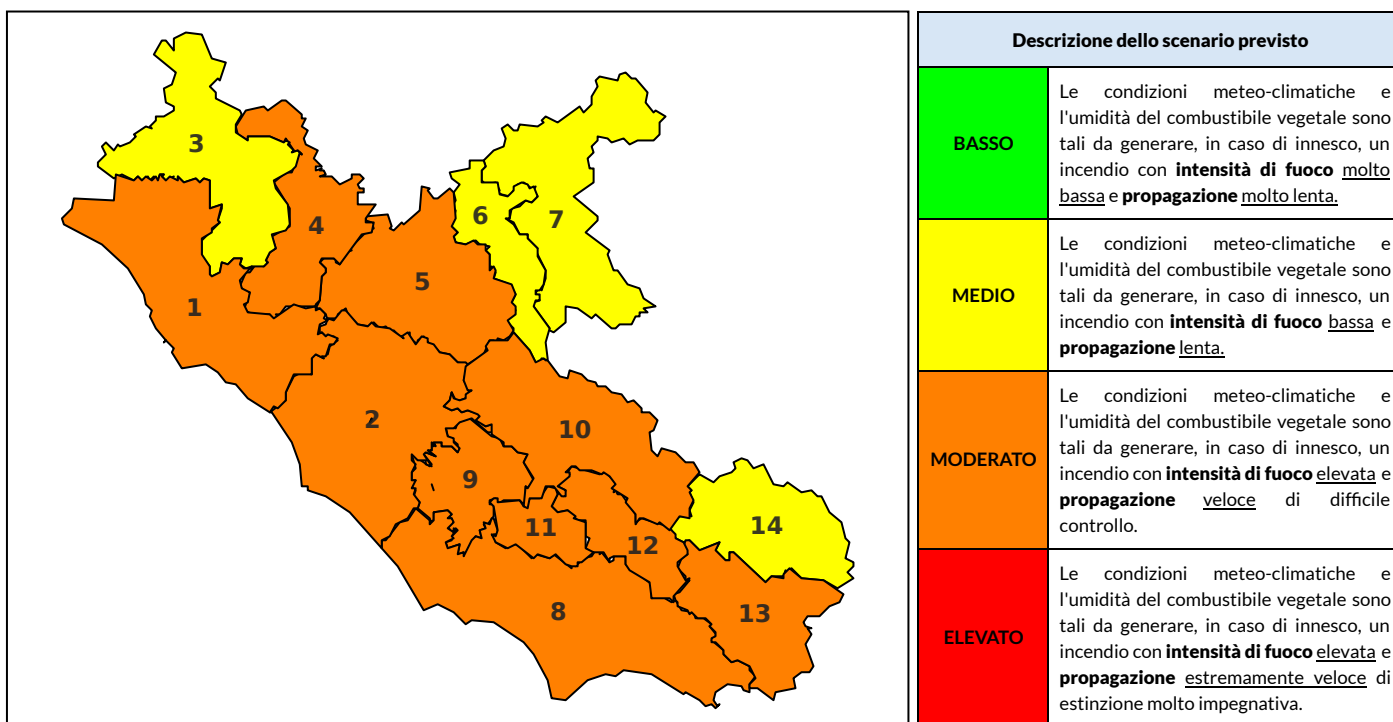 3
4
6
7
5
1
2
10
9
14
11
12
8
13
Descrizione dello scenario previsto
BASSO
Le condizioni meteo-climatiche e
l'umidità del combustibile vegetale sono
tali da generare, in caso di innesco, un
incendio con intensità di fuoco molto
bassa e propagazione molto lenta.
MEDIO
Le condizioni meteo-climatiche e
l'umidità del combustibile vegetale sono
tali da generare, in caso di innesco, un
incendio con intensità di fuoco bassa e
propagazione lenta.
MODERATO
Le condizioni meteo-climatiche e
l'umidità del combustibile vegetale sono
tali da generare, in caso di innesco, un
incendio con intensità di fuoco elevata e
propagazione veloce di difficile
controllo.
ELEVATO
Le condizioni meteo-climatiche e
l'umidità del combustibile vegetale sono
tali da generare, in caso di innesco, un
incendio con intensità di fuoco elevata e
propagazione estremamente veloce di
estinzione molto impegnativa.